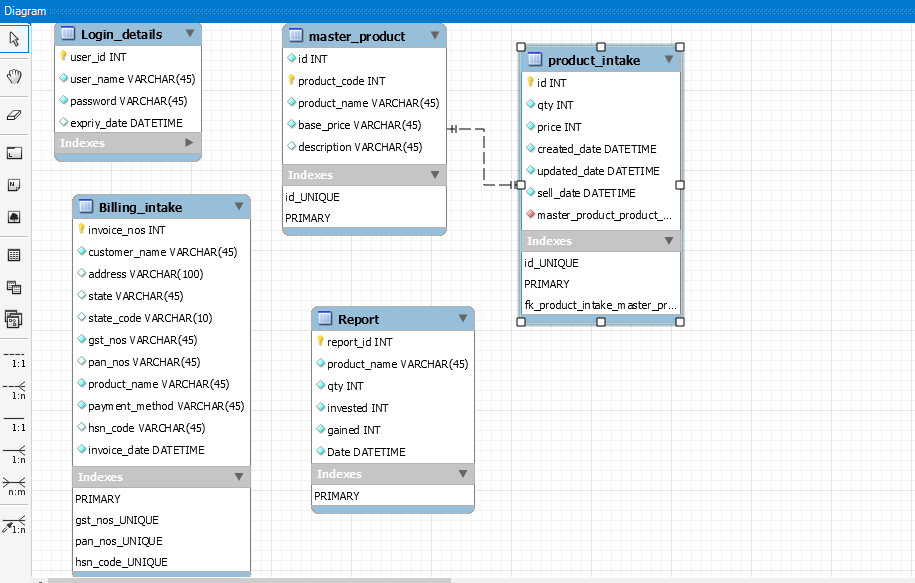 Diagram
Login_details
user_id INT
user_name VARCHAR(45)
password VARCHAR(45)
expriy_date DATETIME
Indexes
master_product
id INT
product_code INT
product_name VARCHAR(45)
base_price VARCHAR(45)
description VARCHAR(45)
Indexes
id_UNIQUE
PRIMARY
product_intake
id INT
qty INT
price INT
created_date DATETIME
updated_date DATETIME
sell_date DATETIME
master_product_product_...
Indexes
id_UNIQUE
PRIMARY
fk_product_intake_master_pr...
Billing_intake
invoice_nos INT
customer_name VARCHAR(45)
address VARCHAR(100)
state VARCHAR(45)
state_code VARCHAR(10)
gst_nos VARCHAR(45)
pan_nos VARCHAR(45)
product_name VARCHAR(45)
payment_method VARCHAR(45)
hsn_code VARCHAR(45)
invoice_date DATETIME
Indexes
PRIMARY
gst_nos_UNIQUE
pan_nos_UNIQUE
hsn_code_UNIQUE
Report
report_id INT
product_name VARCHAR(45)
qty INT
invested INT
gained INT
Date DATETIME
Indexes
PRIMARY
1:1
1:n
1:1
1:n
n:m
1:n